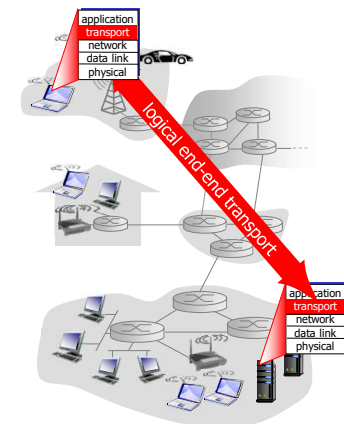 application
transport
network
data link
physical
logical end-end transport
application
transport
network
data link
physical